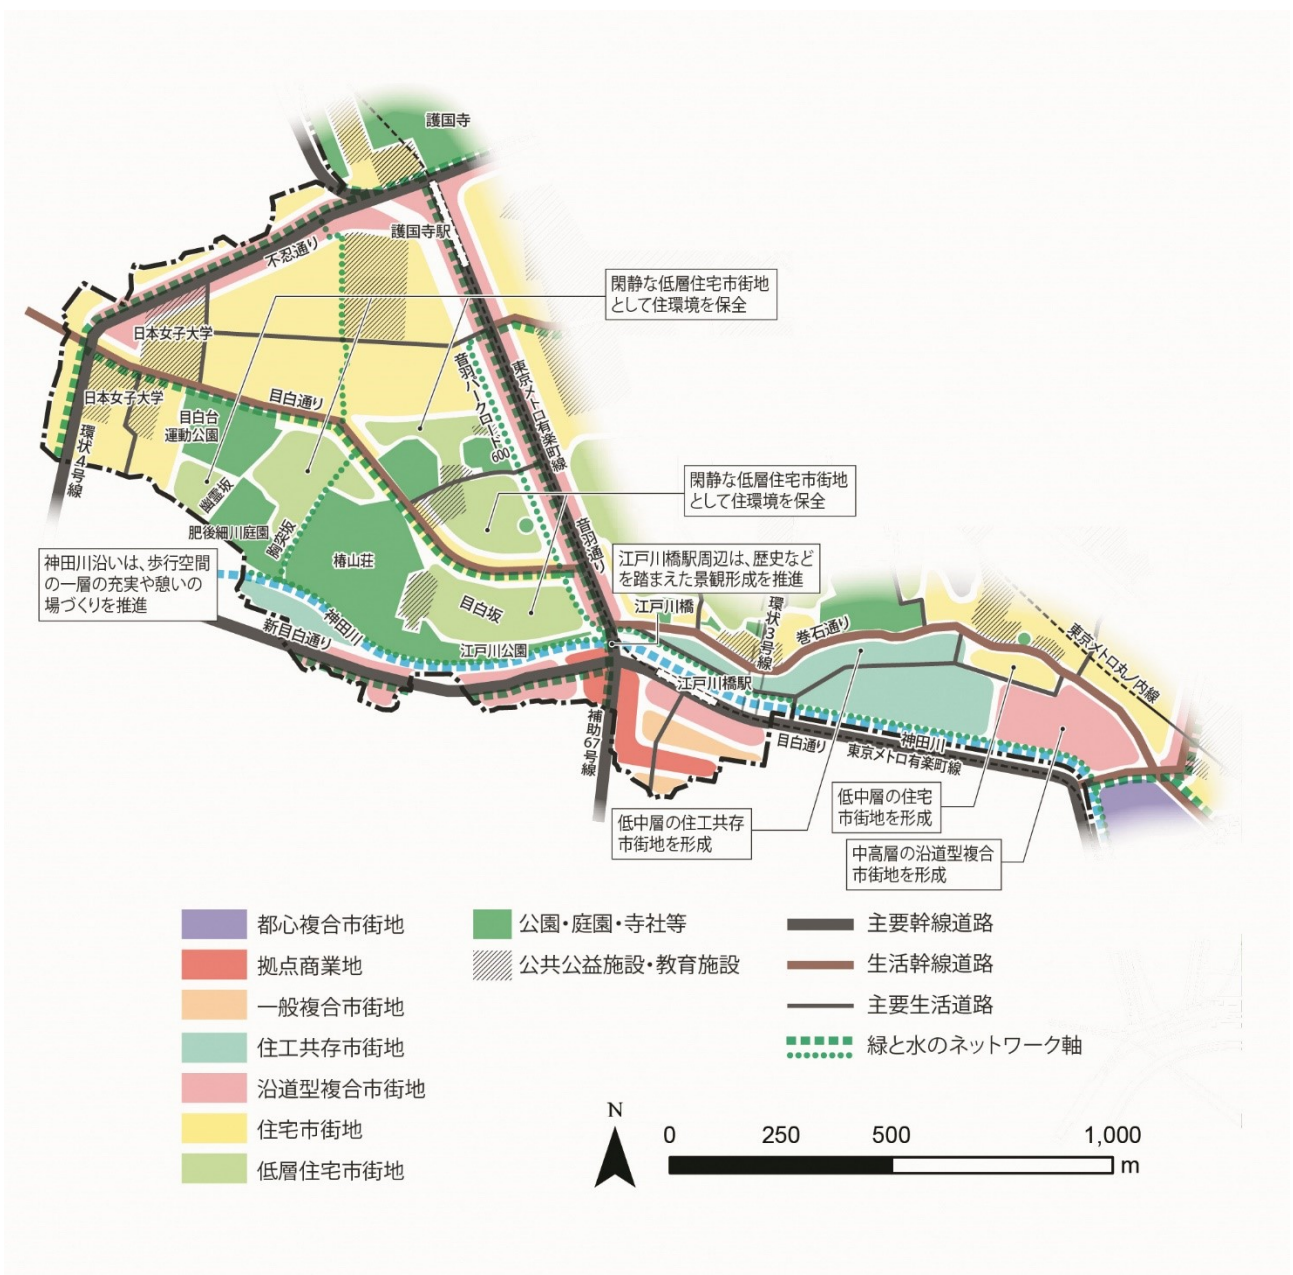 護国寺
護国寺駅
不忍通り
閑静な低層住宅市街地
として住環境を保全
日本女子大学
日本女子大学
目白通り
目白台
運動公園
音羽パークロード600
東京メトロ有楽町線
環状4号線
幽霊坂
肥後細川庭園
胸突坂
椿山荘
音羽通り
閑静な低層住宅市街地
として住環境を保全
神田川沿いは、歩行空間
の一層の充実や憩いの
場づくりを推進
江戸川橋駅周辺は、歴史など
を踏まえた景観形成を推進
江戸川橋
環状3号線
巻石通り
東京メトロ丸ノ内線
目白坂
神田川
新目白通り
江戸川公園
江戸川橋駅
補助67号線
目白通り
神田川
東京メトロ有楽町線
低中層の住工共存
市街地を形成
低中層の住宅
市街地を形成
中高層の沿道型複合
市街地を形成
都心複合市街地
拠点商業地
一般複合市街地
住工共存市街地
沿道型複合市街地
住宅市街地
低層住宅市街地
公園・庭園・寺社等
公共公益施設・教育施設
主要幹線道路
生活幹線道路
主要生活道路
緑と水のネットワーク軸
N
0 250 500 1,000
m